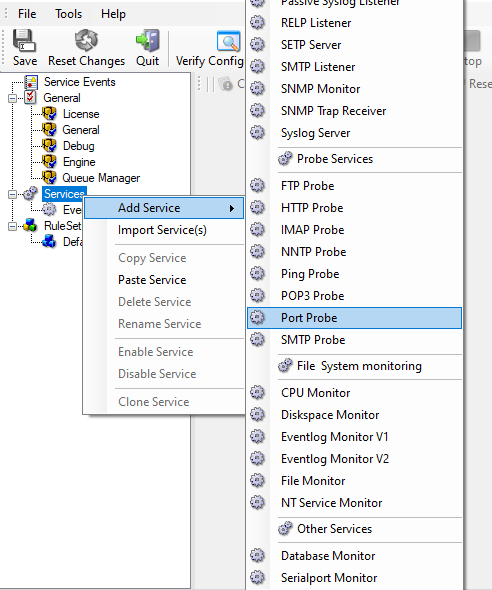 File Tools Help
Save Reset Changes Quit Verify Config
Service Events
General
License
General
Debug
Engine
Queue Manager
Services
Eve
RuleSet
Defa
Add Service
Import Service(s)
Copy Service
Paste Service
Delete Service
Rename Service
Enable Service
Disable Service
Clone Service
Passive Syslog Listener
RELP Listener
SETP Server
SMTP Listener
SNMP Monitor
SNMP Trap Receiver
Syslog Server
Probe Services
FTP Probe
HTTP Probe
IMAP Probe
NNTP Probe
Ping Probe
POP3 Probe
Port Probe
SMTP Probe
File System monitoring
CPU Monitor
Diskspace Monitor
Eventlog Monitor V1
Eventlog Monitor V2
File Monitor
NT Service Monitor
Other Services
Database Monitor
Serialport Monitor
top
Rese